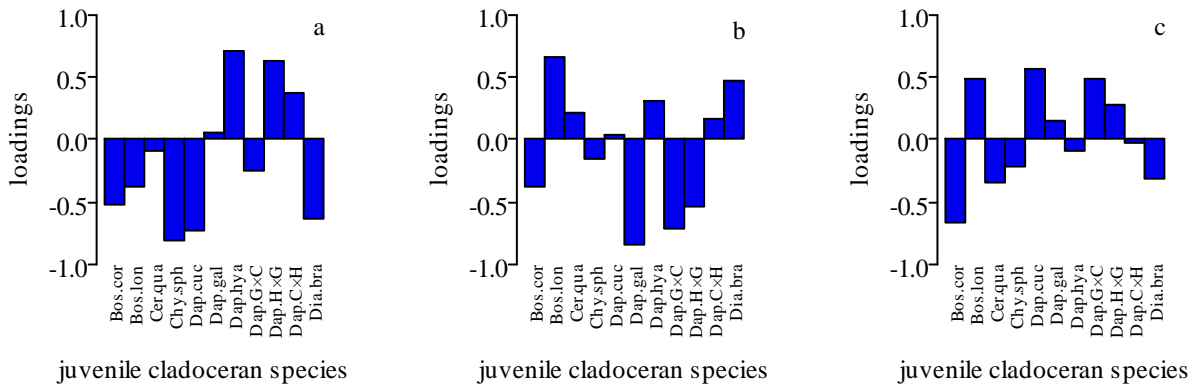 a
1.0
0.5
0.0
-0.5
-1.0
loadings
Bos.cor
Bos.lon
Cer.qua
Chy.sph
Dap.cuc
Dap.gal
Dap.hya
Dap.G×C
Dap.H×G
Dap.C×H
Dia.bra
juvenile cladoceran species
b
1.0
0.5
0.0
-0.5
-1.0
loadings
Bos.cor
Bos.lon
Cer.qua
Chy.sph
Dap.cuc
Dap.gal
Dap.hya
Dap.G×C
Dap.H×G
Dap.C×H
Dia.bra
juvenile cladoceran species
c
1.0
0.5
0.0
-0.5
-1.0
loadings
Bos.cor
Bos.lon
Cer.qua
Chy.sph
Dap.cuc
Dap.gal
Dap.hya
Dap.G×C
Dap.H×G
Dap.C×H
Dia.bra
juvenile cladoceran species